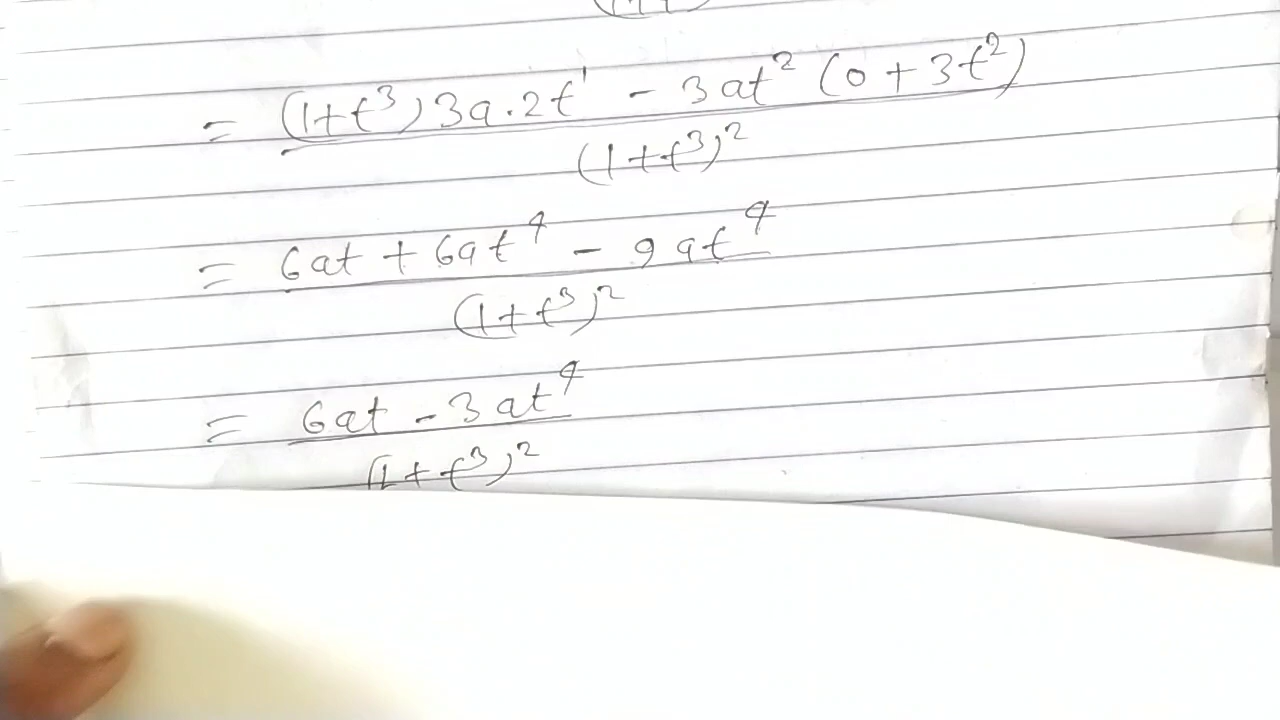 = (1+t³)3a.2t' - 3at² (0+3t²)
(1+t³)²
= 6at + 6at⁴ - 9at⁴
(1+t³)²
= 6at - 3at⁴
(1+t³)²